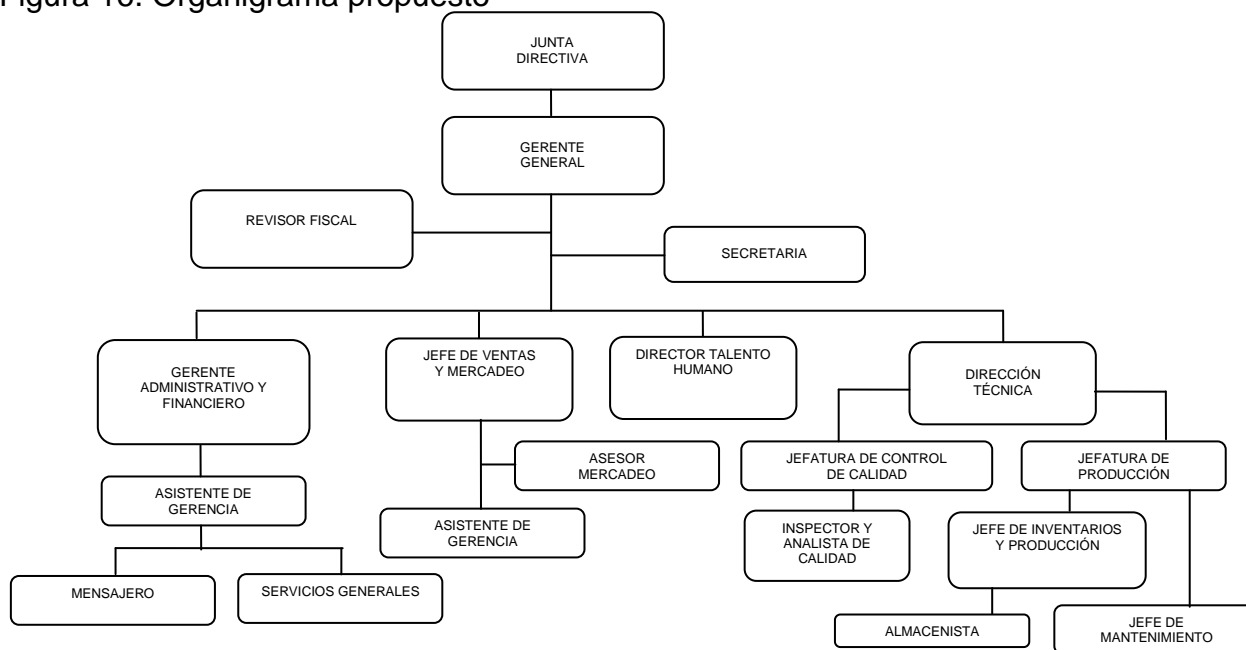 Figura 16. Organigrama propuesto
JUNTA
DIRECTIVA
GERENTE
GENERAL
REVISOR FISCAL
SECRETARIA
GERENTE
ADMINISTRATIVO Y
FINANCIERO
JEFE DE VENTAS
Y MERCADEO
DIRECTOR TALENTO
HUMANO
DIRECCIÓN
TÉCNICA
ASESOR
MERCADEO
JEFATURA DE CONTROL
DE CALIDAD
JEFATURA DE
PRODUCCIÓN
ASISTENTE DE
GERENCIA
ASISTENTE DE
GERENCIA
INSPECTOR Y
ANALISTA DE
CALIDAD
JEFE DE INVENTARIOS
Y PRODUCCIÓN
MENSAJERO
SERVICIOS GENERALES
ALMACENISTA
JEFE DE
MANTENIMIENTO